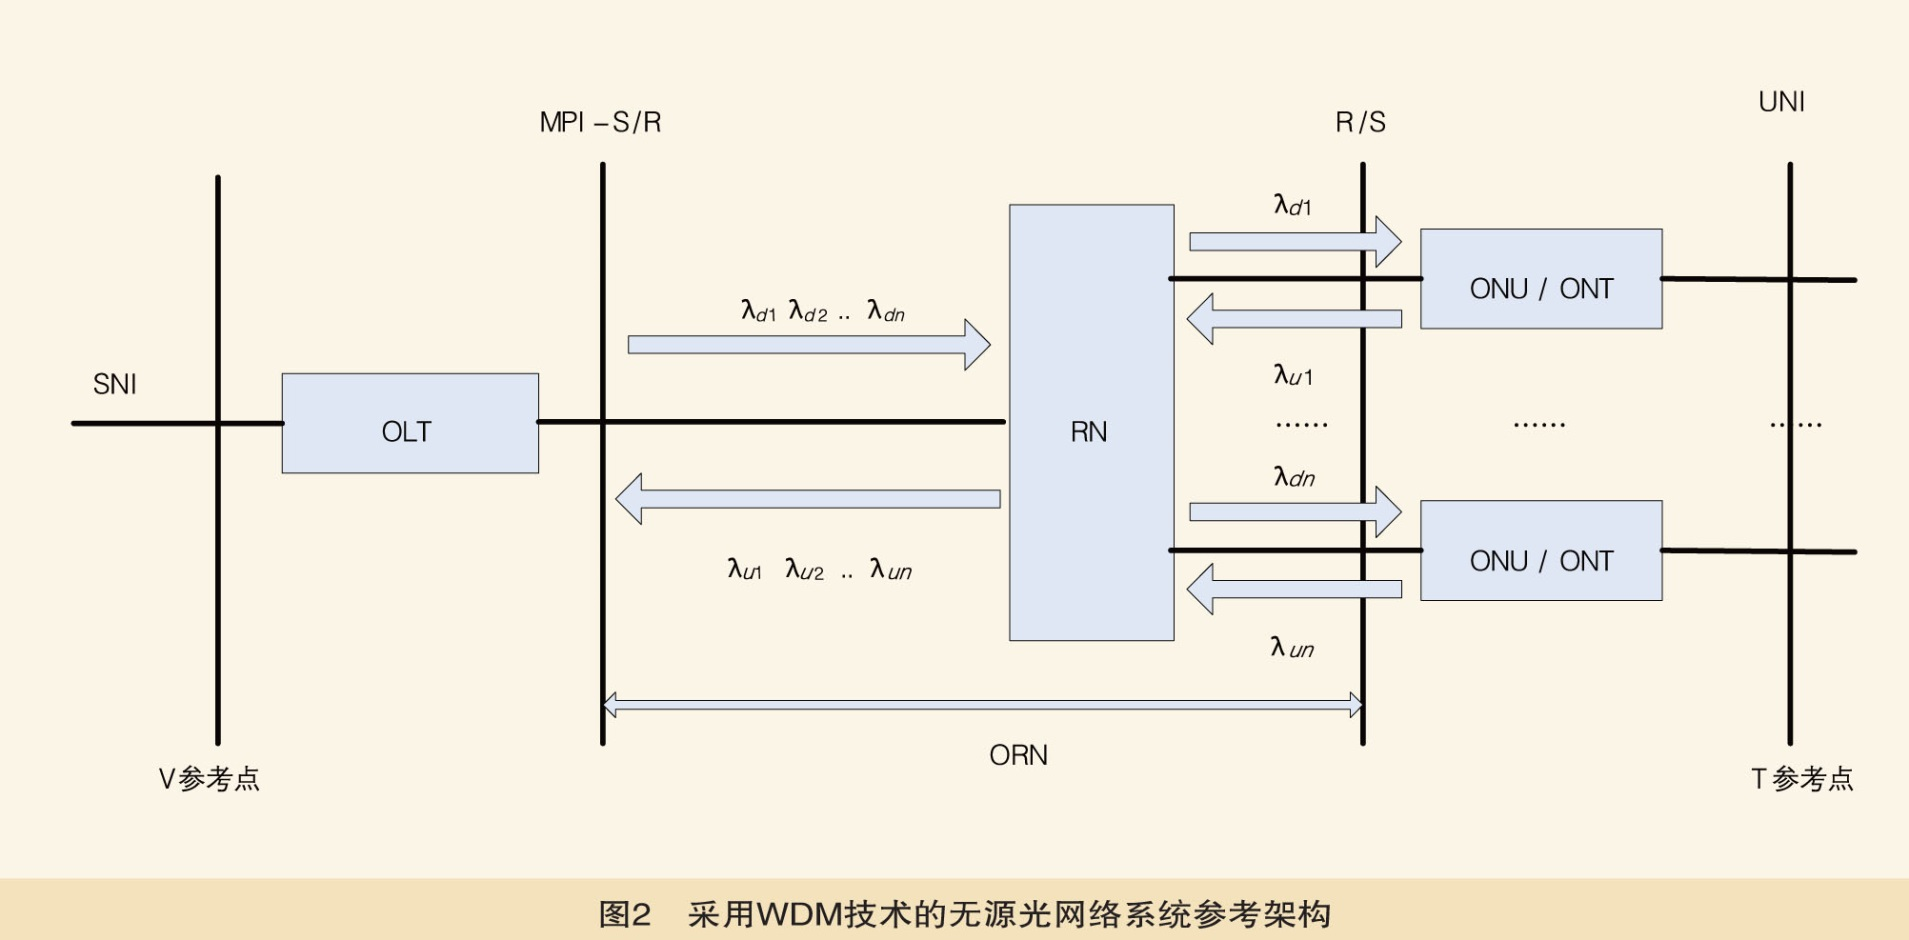 UNI
MPI – S/R
R/S
λd1
λd1 λd2 .. λdn
ONU / ONT
SNI
λu1
OLT
RN
......
......
......
λdn
λu1 λu2 .. λun
ONU / ONT
λun
ORN
V参考点
T参考点
图2 采用WDM技术的无源光网络系统参考架构